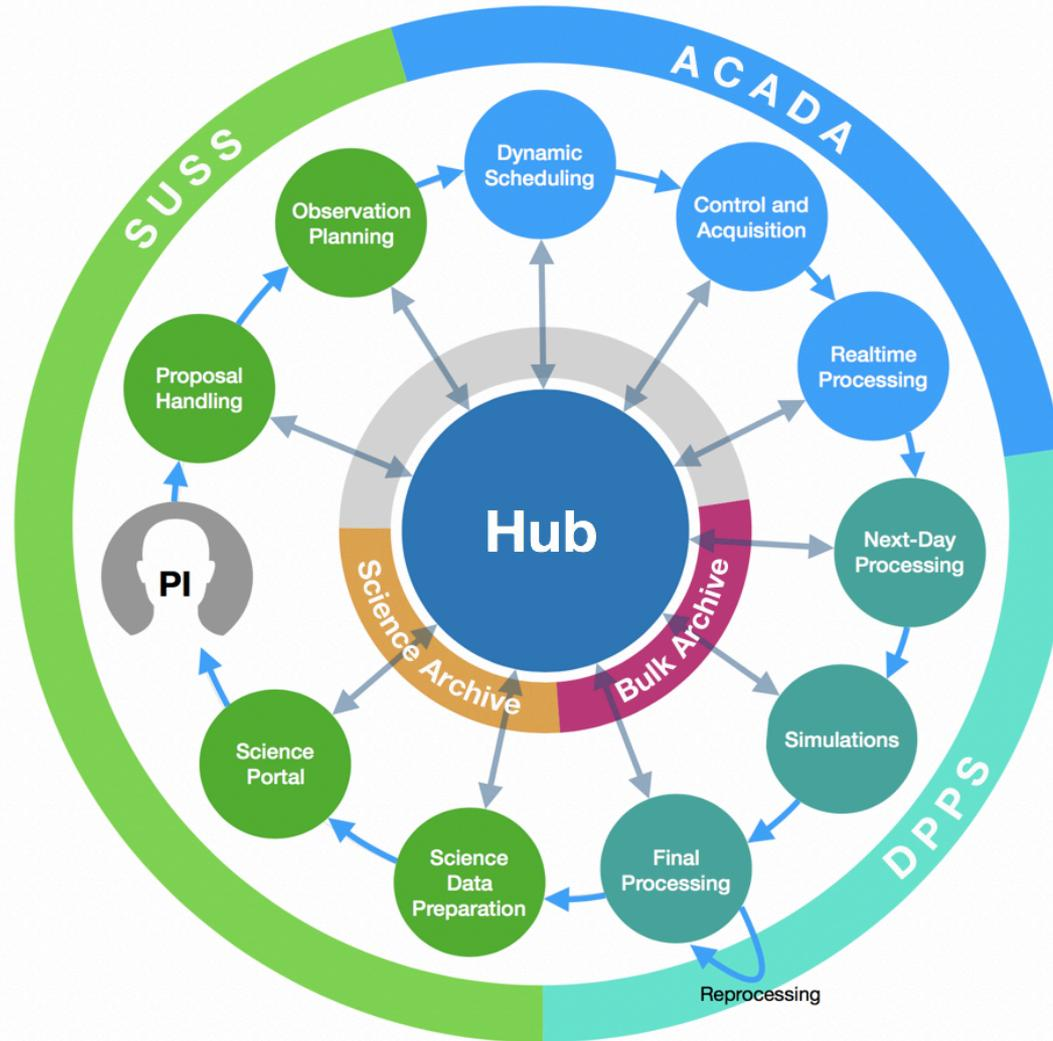 SUSS
ACADA
Dynamic
Scheduling
Control and
Acquisition
Observation
Planning
Realtime
Processing
Proposal
Handling
Hub
Next-Day
Processing
PI
Science Archive
Bulk Archive
Simulations
Science
Portal
DPPS
Final
Processing
Science
Data
Preparation
Reprocessing